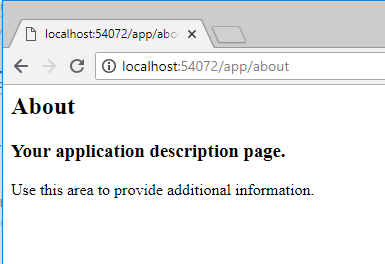 localhost:54072/app/abo
localhost:54072/app/about
About
Your application description page.
Use this area to provide additional information.